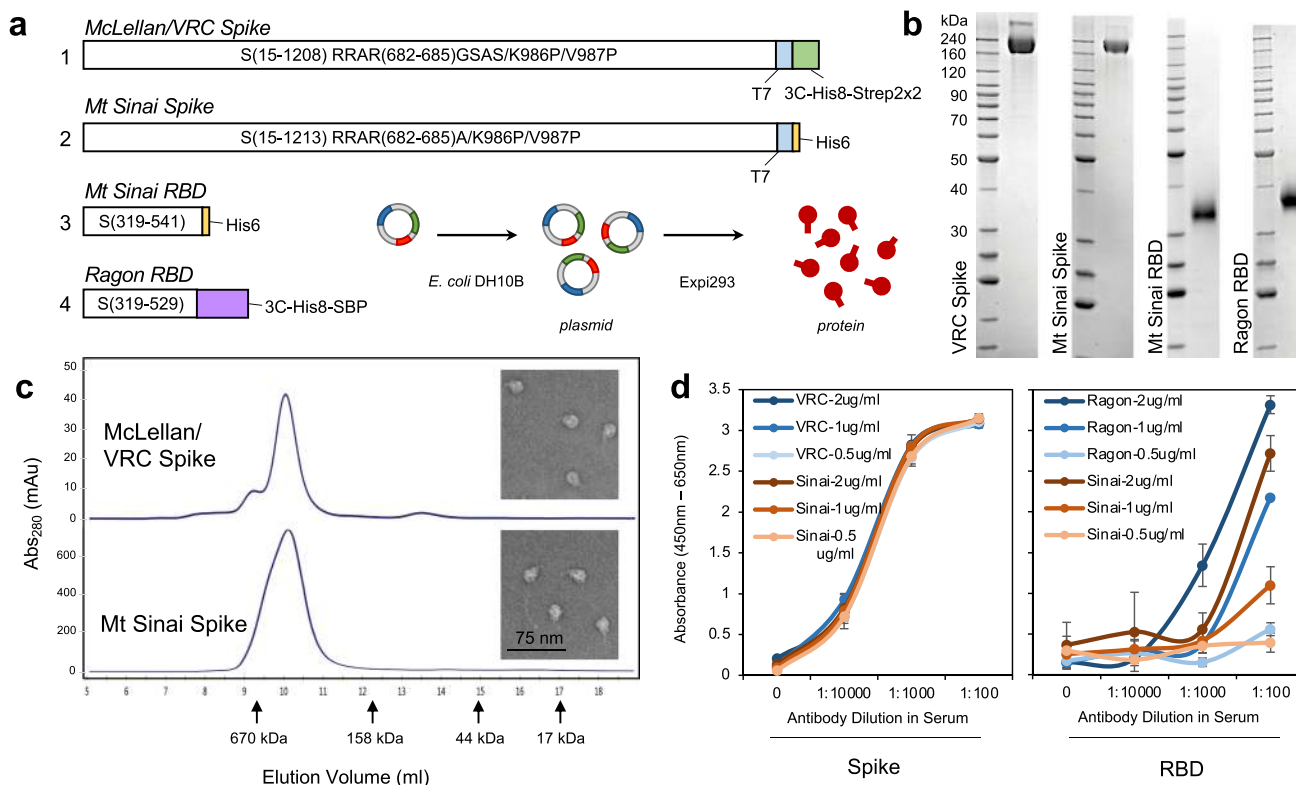 a
McLellan/VRC Spike
1
S(15-1208) RRAR(682-685)GSAS/K986P/V987P
T7
3C-His8-Strep2x2
Mt Sinai Spike
2
S(15-1213) RRAR(682-685)A/K986P/V987P
His6
T7
Mt Sinai RBD
3
S(319-541)
His6
Ragon RBD
4
S(319-529)
3C-His8-SBP
E. coli DH10B
Expi293
plasmid
protein
b
kDa
240
160
120
90
70
50
40
30
VRC Spike
Mt Sinai Spike
Mt Sinai RBD
Ragon RBD
c
50
40
30
20
10
0
McLellan/
VRC Spike
Abs280 (mAu)
600
400
200
0
Mt Sinai Spike
75 nm
5 6 7 8 9 10 11 12 13 14 15 16 17 18
670 kDa 158 kDa 44 kDa 17 kDa
Elution Volume (ml)
d
Absorbance (450nm – 650nm)
3.5
3
2.5
2
1.5
1
0.5
0
VRC-2ug/ml
VRC-1ug/ml
VRC-0.5ug/ml
Sinai-2ug/ml
Sinai-1ug/ml
Sinai-0.5
ug/ml
0 1:10000 1:1000 1:100
Antibody Dilution in Serum
Spike
Ragon-2ug/ml
Ragon-1ug/ml
Ragon-0.5ug/ml
Sinai-2ug/ml
Sinai-1ug/ml
Sinai-0.5ug/ml
0 1:10000 1:1000 1:100
Antibody Dilution in Serum
RBD